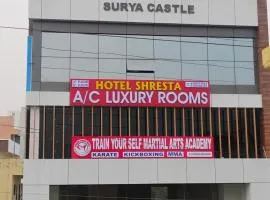 SURYA CASTLE
HOTEL SHRESTA
A/C LUXURY ROOMS
TRAIN YOUR SELF MARTIAL ARTS ACADEMY
KARATE KICKBOXING MMA